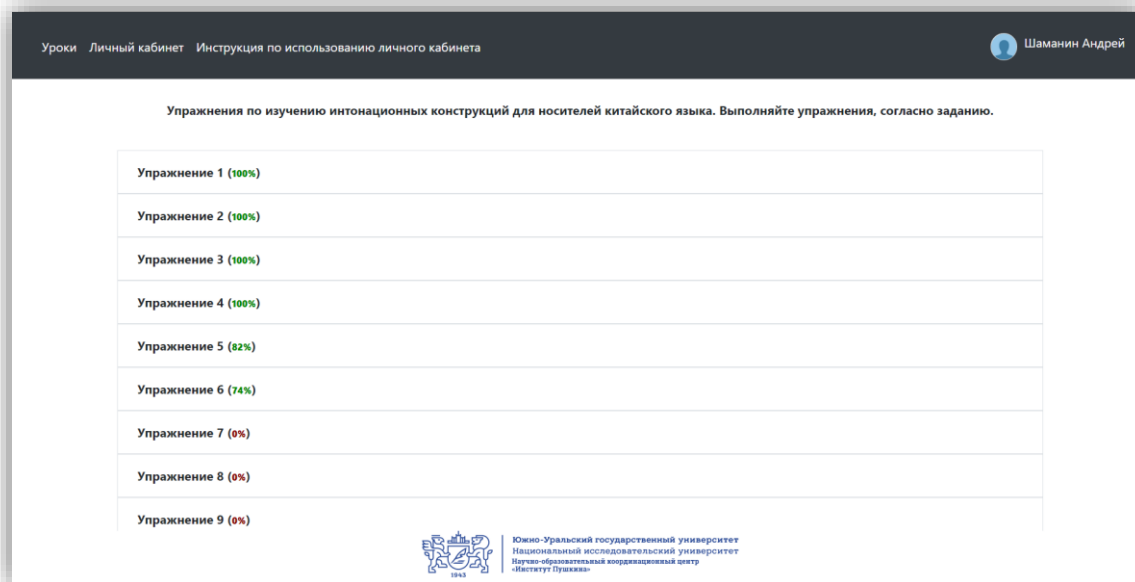 Уроки Личный кабинет Инструкция по использованию личного кабинета Шаманин Андрей
Упражнения по изучению интонационных конструкций для носителей китайского языка. Выполняйте упражнения, согласно заданию.
Упражнение 1 (100%)
Упражнение 2 (100%)
Упражнение 3 (100%)
Упражнение 4 (100%)
Упражнение 5 (82%)
Упражнение 6 (74%)
Упражнение 7 (0%)
Упражнение 8 (0%)
Упражнение 9 (0%)
Южно-Уральский государственный университет
Национальный исследовательский университет
Научно-образовательный координационный центр
«Институт Пушкина»
1943